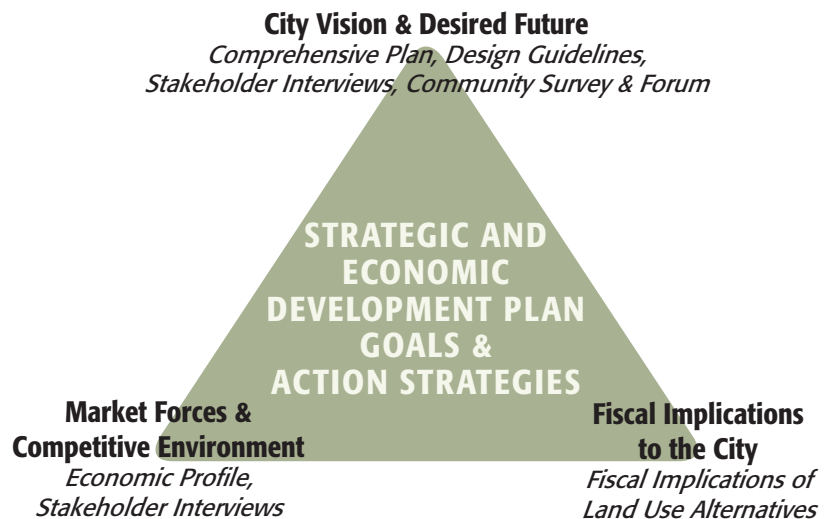 City Vision & Desired Future
Comprehensive Plan, Design Guidelines,
Stakeholder Interviews, Community Survey & Forum
STRATEGIC AND
ECONOMIC
DEVELOPMENT PLAN
GOALS &
ACTION STRATEGIES
Market Forces &
Competitive Environment
Economic Profile,
Stakeholder Interviews
Fiscal Implications
to the City
Fiscal Implications of
Land Use Alternatives